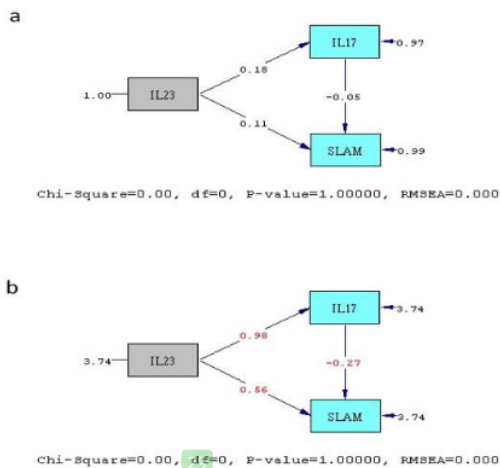 a
IL17
0.97
0.18
1.00
IL23
-0.05
0.11
SLAM
0.99
Chi-Square=0.00, df=0, P-value=1.00000, RMSEA=0.000
b
IL17
3.74
0.98
3.74
IL23
-0.27
0.56
SLAM
3.74
Chi-Square=0.00, df=0, P-value=1.00000, RMSEA=0.000